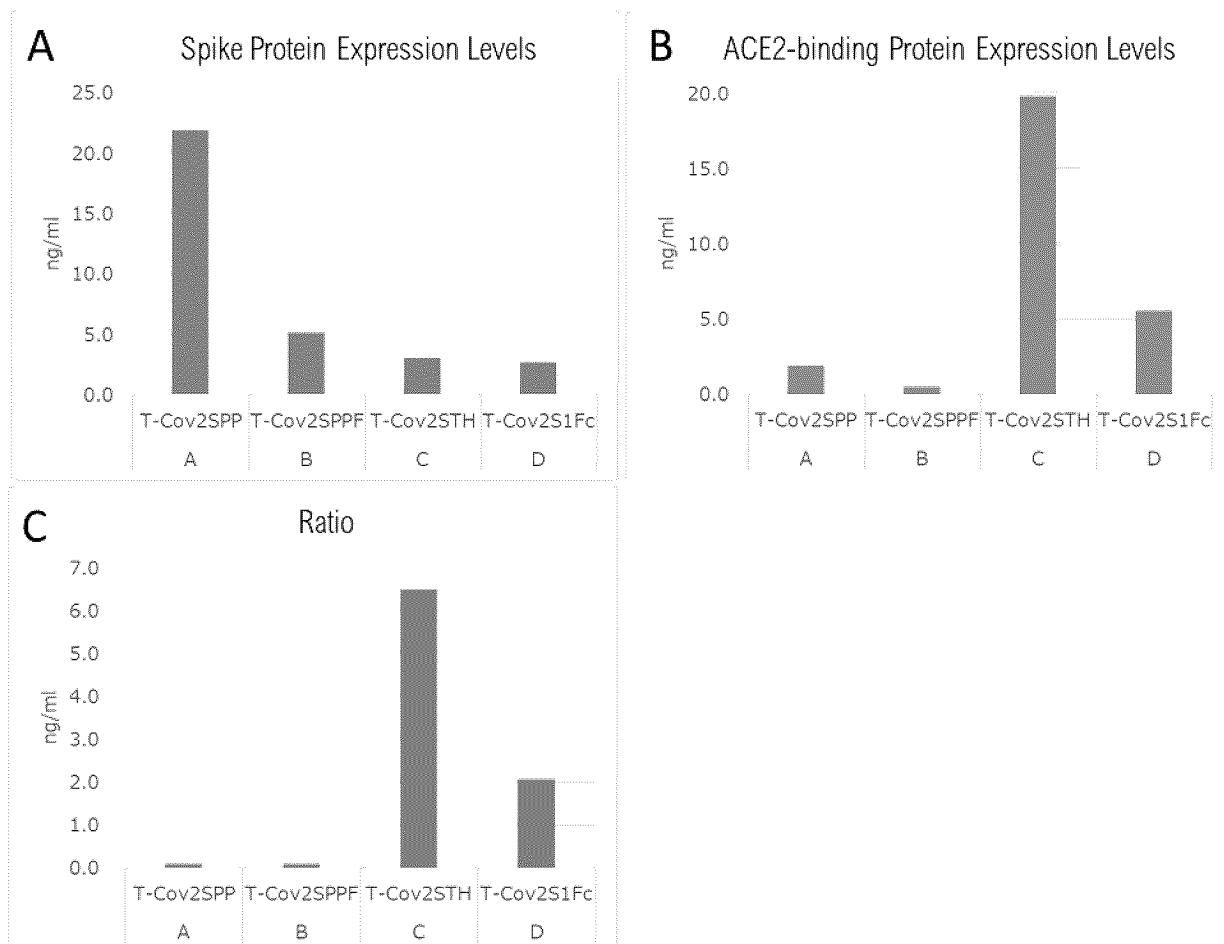 A
Spike Protein Expression Levels
25.0
20.0
15.0
10.0
5.0
0.0
ng/ml
T-Cov2SPP T-Cov2SPPF T-Cov2STH T-Cov2S1Fc
A B C D
B
ACE2-binding Protein Expression Levels
20.0
15.0
10.0
5.0
0.0
ng/ml
T-Cov2SPP T-Cov2SPPF T-Cov2STH T-Cov2S1Fc
A B C D
C
Ratio
7.0
6.0
5.0
4.0
3.0
2.0
1.0
0.0
ng/ml
T-Cov2SPP T-Cov2SPPF T-Cov2STH T-Cov2S1Fc
A B C D